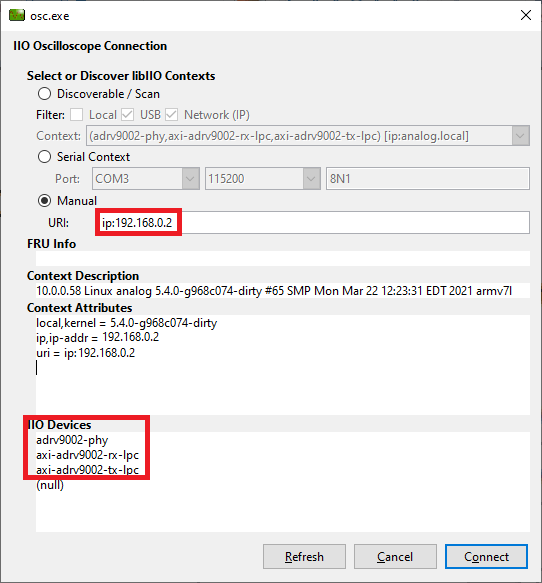 osc.exe
IIO Oscilloscope Connection
Select or Discover libIIO Contexts
Discoverable / Scan
Filter: Local USB Network (IP)
Context: (adrv9002-phy,axi-adrv9002-rx-lpc,axi-adrv9002-tx-lpc) [ip:analog.local]
Serial Context
Port: COM3 115200 8N1
Manual
URI: ip:192.168.0.2
FRU Info
Context Description
10.0.0.58 Linux analog 5.4.0-g968c074-dirty #65 SMP Mon Mar 22 12:23:31 EDT 2021 armv7l
Context Attributes
local,kernel = 5.4.0-g968c074-dirty
ip,ip-addr = 192.168.0.2
uri = ip:192.168.0.2
IIO Devices
adrv9002-phy
axi-adrv9002-rx-lpc
axi-adrv9002-tx-lpc
(null)
Refresh Cancel Connect